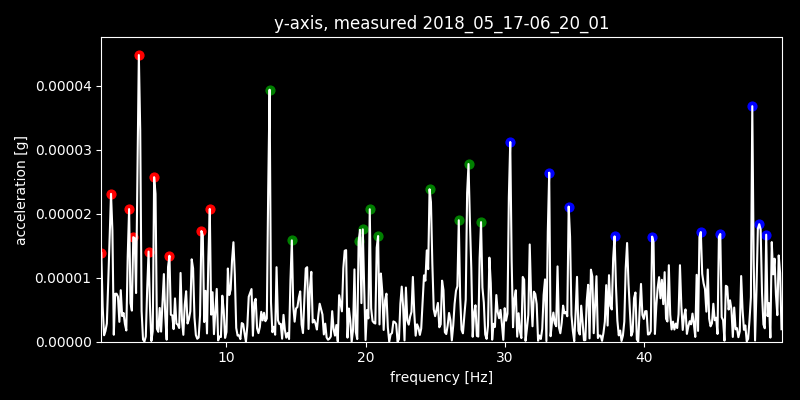 y-axis, measured 2018_05_17-06_20_01
0.00004
0.00003
0.00002
0.00001
0.00000
acceleration [g]
10 20 30 40
frequency [Hz]